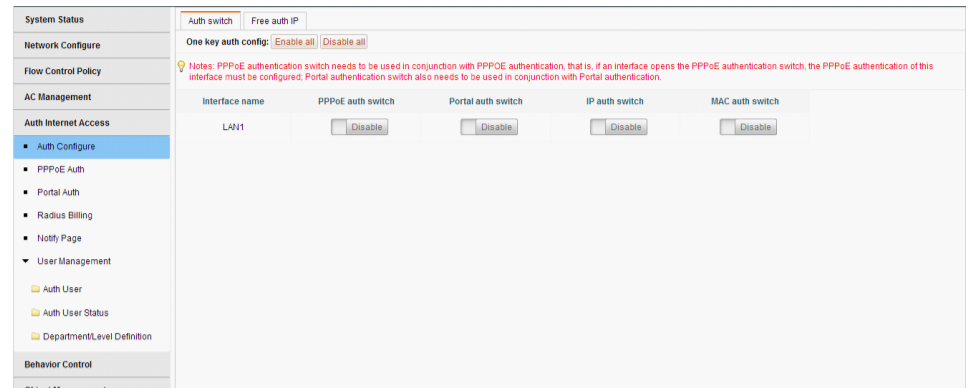 System Status
Network Configure
Flow Control Policy
AC Management
Auth Internet Access
Auth Configure
PPPoE Auth
Portal Auth
Radius Billing
Notify Page
User Management
Auth User
Auth User Status
Department/Level Definition
Behavior Control
Auth switch Free auth IP
One key auth config: Enable all Disable all
Notes: PPPoE authentication switch needs to be used in conjunction with PPPOE authentication, that is, if an interface opens the PPPoE authentication switch, the PPPoE authentication of this
interface must be configured; Portal authentication switch also needs to be used in conjunction with Portal authentication.
Interface name PPPoE auth switch Portal auth switch IP auth switch MAC auth switch
LAN1 Disable Disable Disable Disable